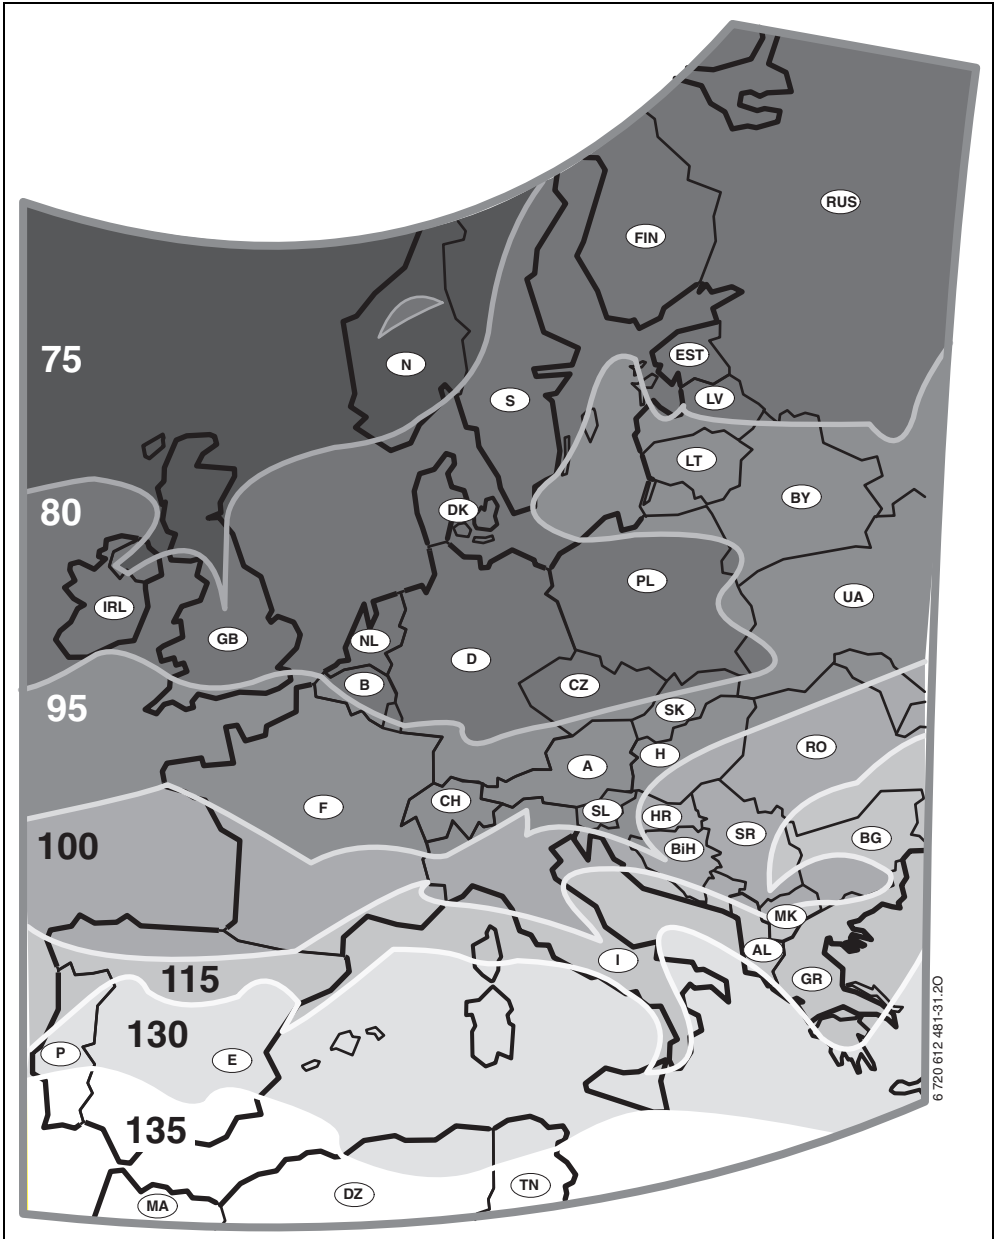 RUS
FIN
N
EST
75
S
LV
LT
BY
80
DK
PL
UA
IRL
GB
NL
D
B
CZ
95
SK
RO
H
A
F
CH
SL
HR
SR
BG
100
BiH
MK
AL
I
115
GR
130
P
E
6 720 612 481-31.2O
135
TN
DZ
MA